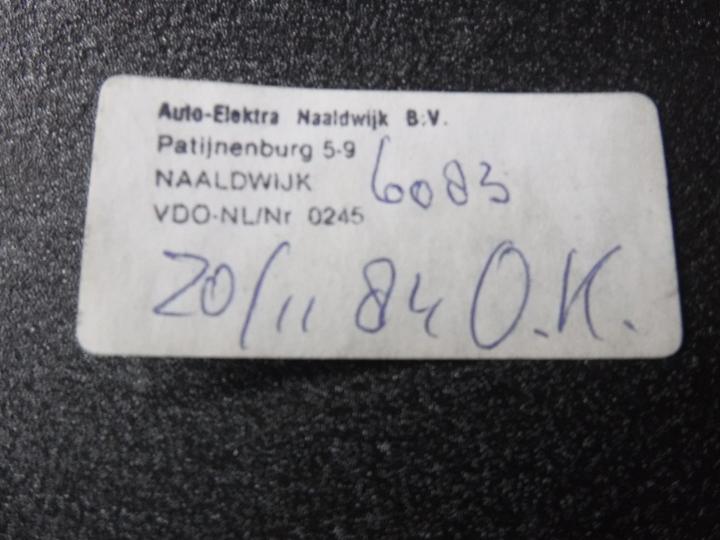 Auto-Elektra Naaldwijk B.V.
Patijnenburg 5-9
NAALDWIJK 6083
VDO-NL/Nr 0245
20/11 84 O.K.